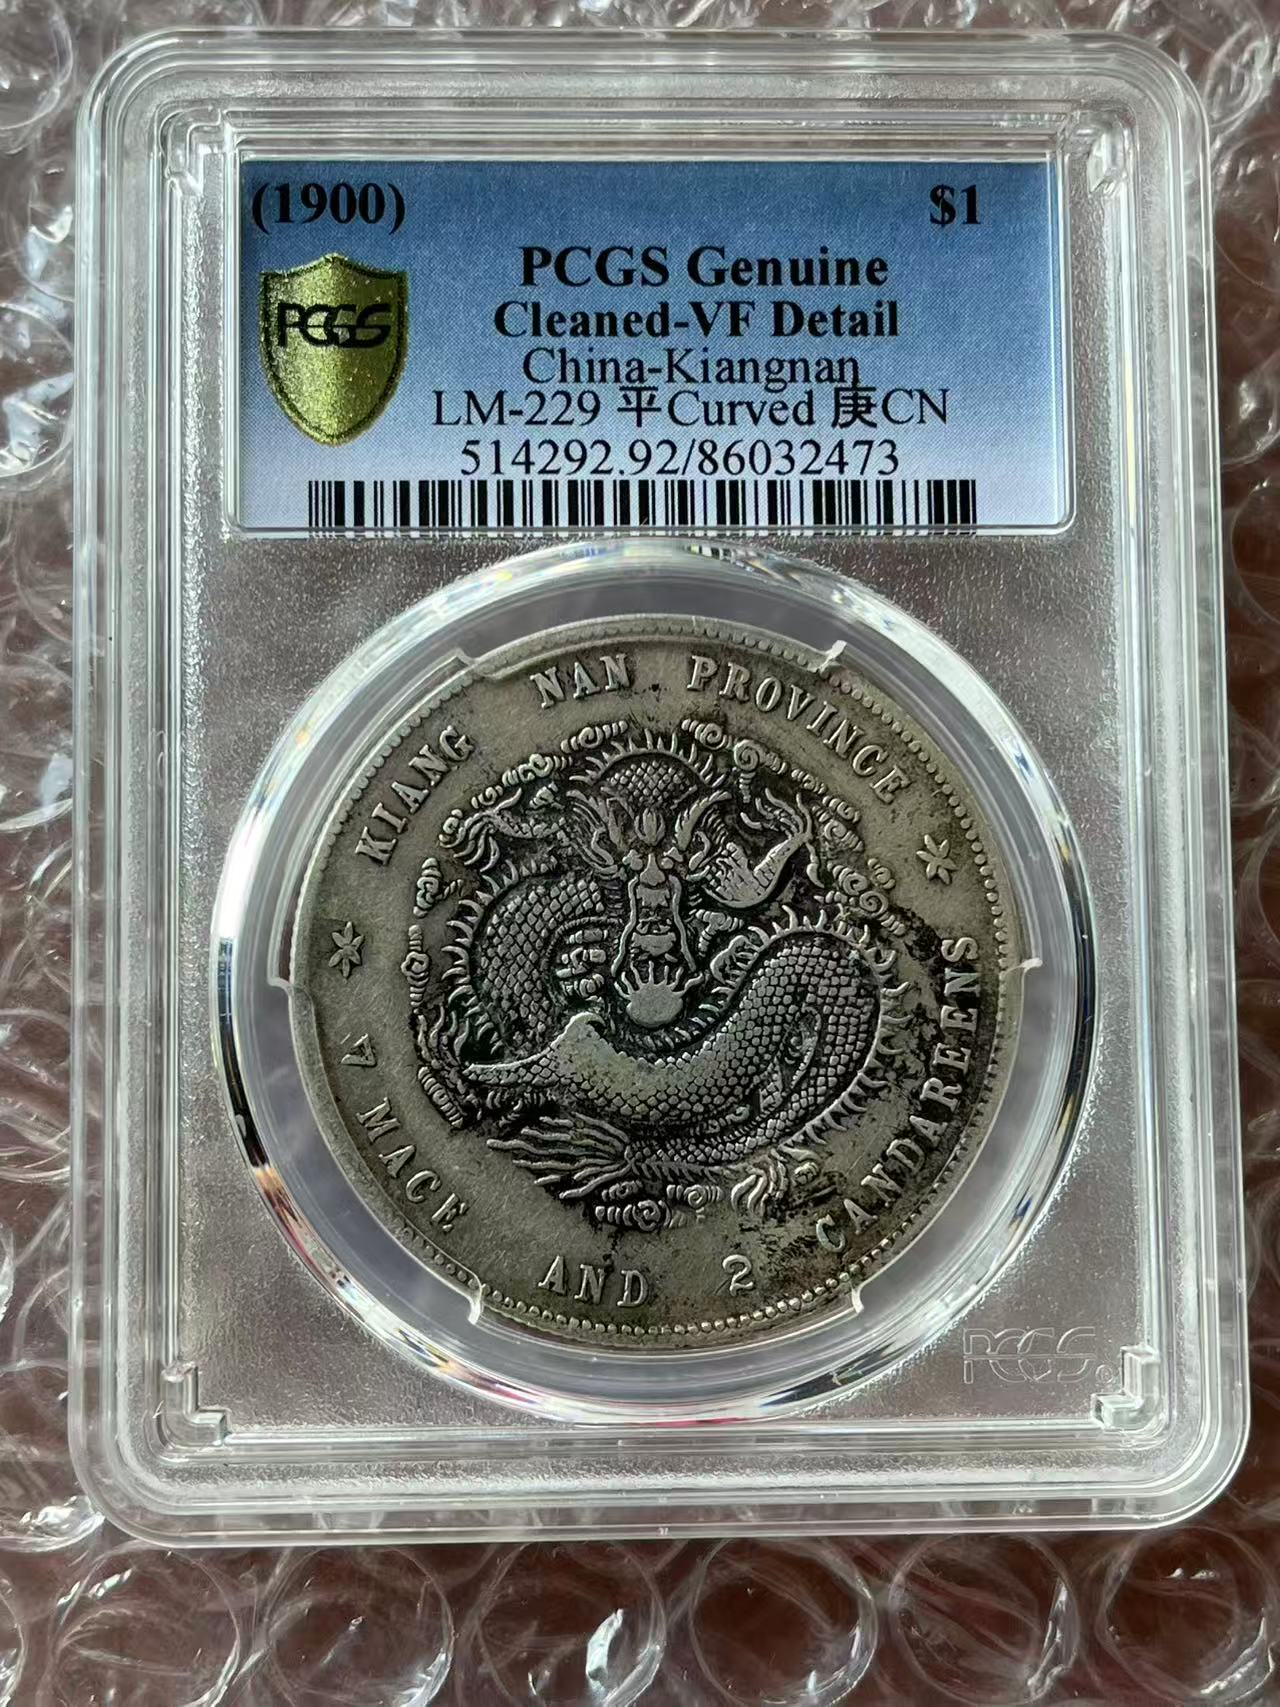 (1900) $1
PCGS Genuine
PCGS
Cleaned-VF Detail
China-Kiangnan
LM-229 平Curved 庚CN
514292.92/86032473
KIANG NAN PROVINCE
7 MACE AND 2 CANDAREENS
PCGS